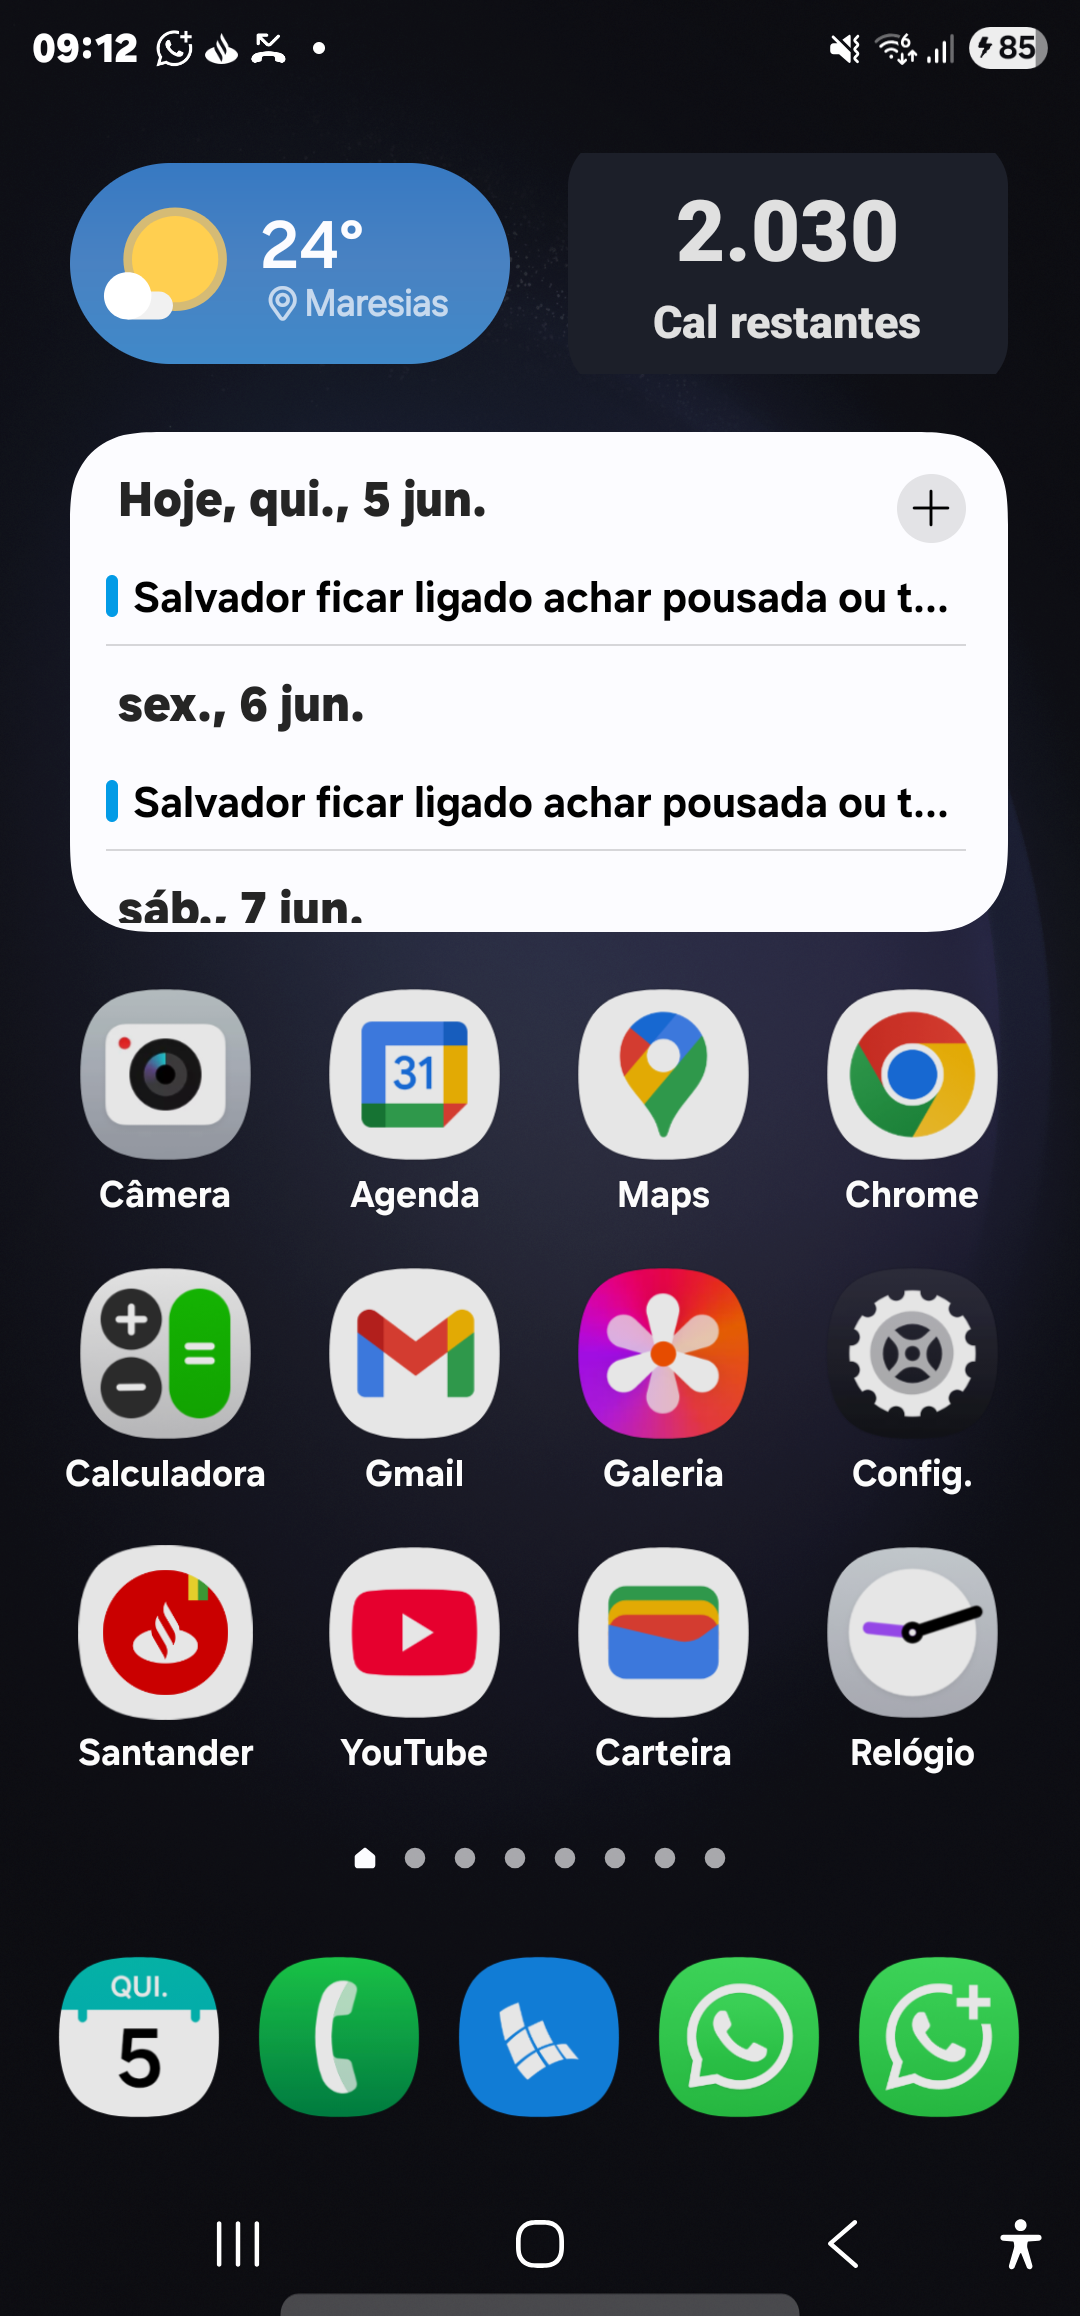 09:12
6
85
24°
Maresias
2.030
Cal restantes
Hoje, qui., 5 jun.
Salvador ficar ligado achar pousada ou t...
sex., 6 jun.
Salvador ficar ligado achar pousada ou t...
sáb., 7 jun.
31
Câmera
Agenda
Maps
Chrome
Calculadora
Gmail
Galeria
Config.
Santander
YouTube
Carteira
Relógio
QUI.
5